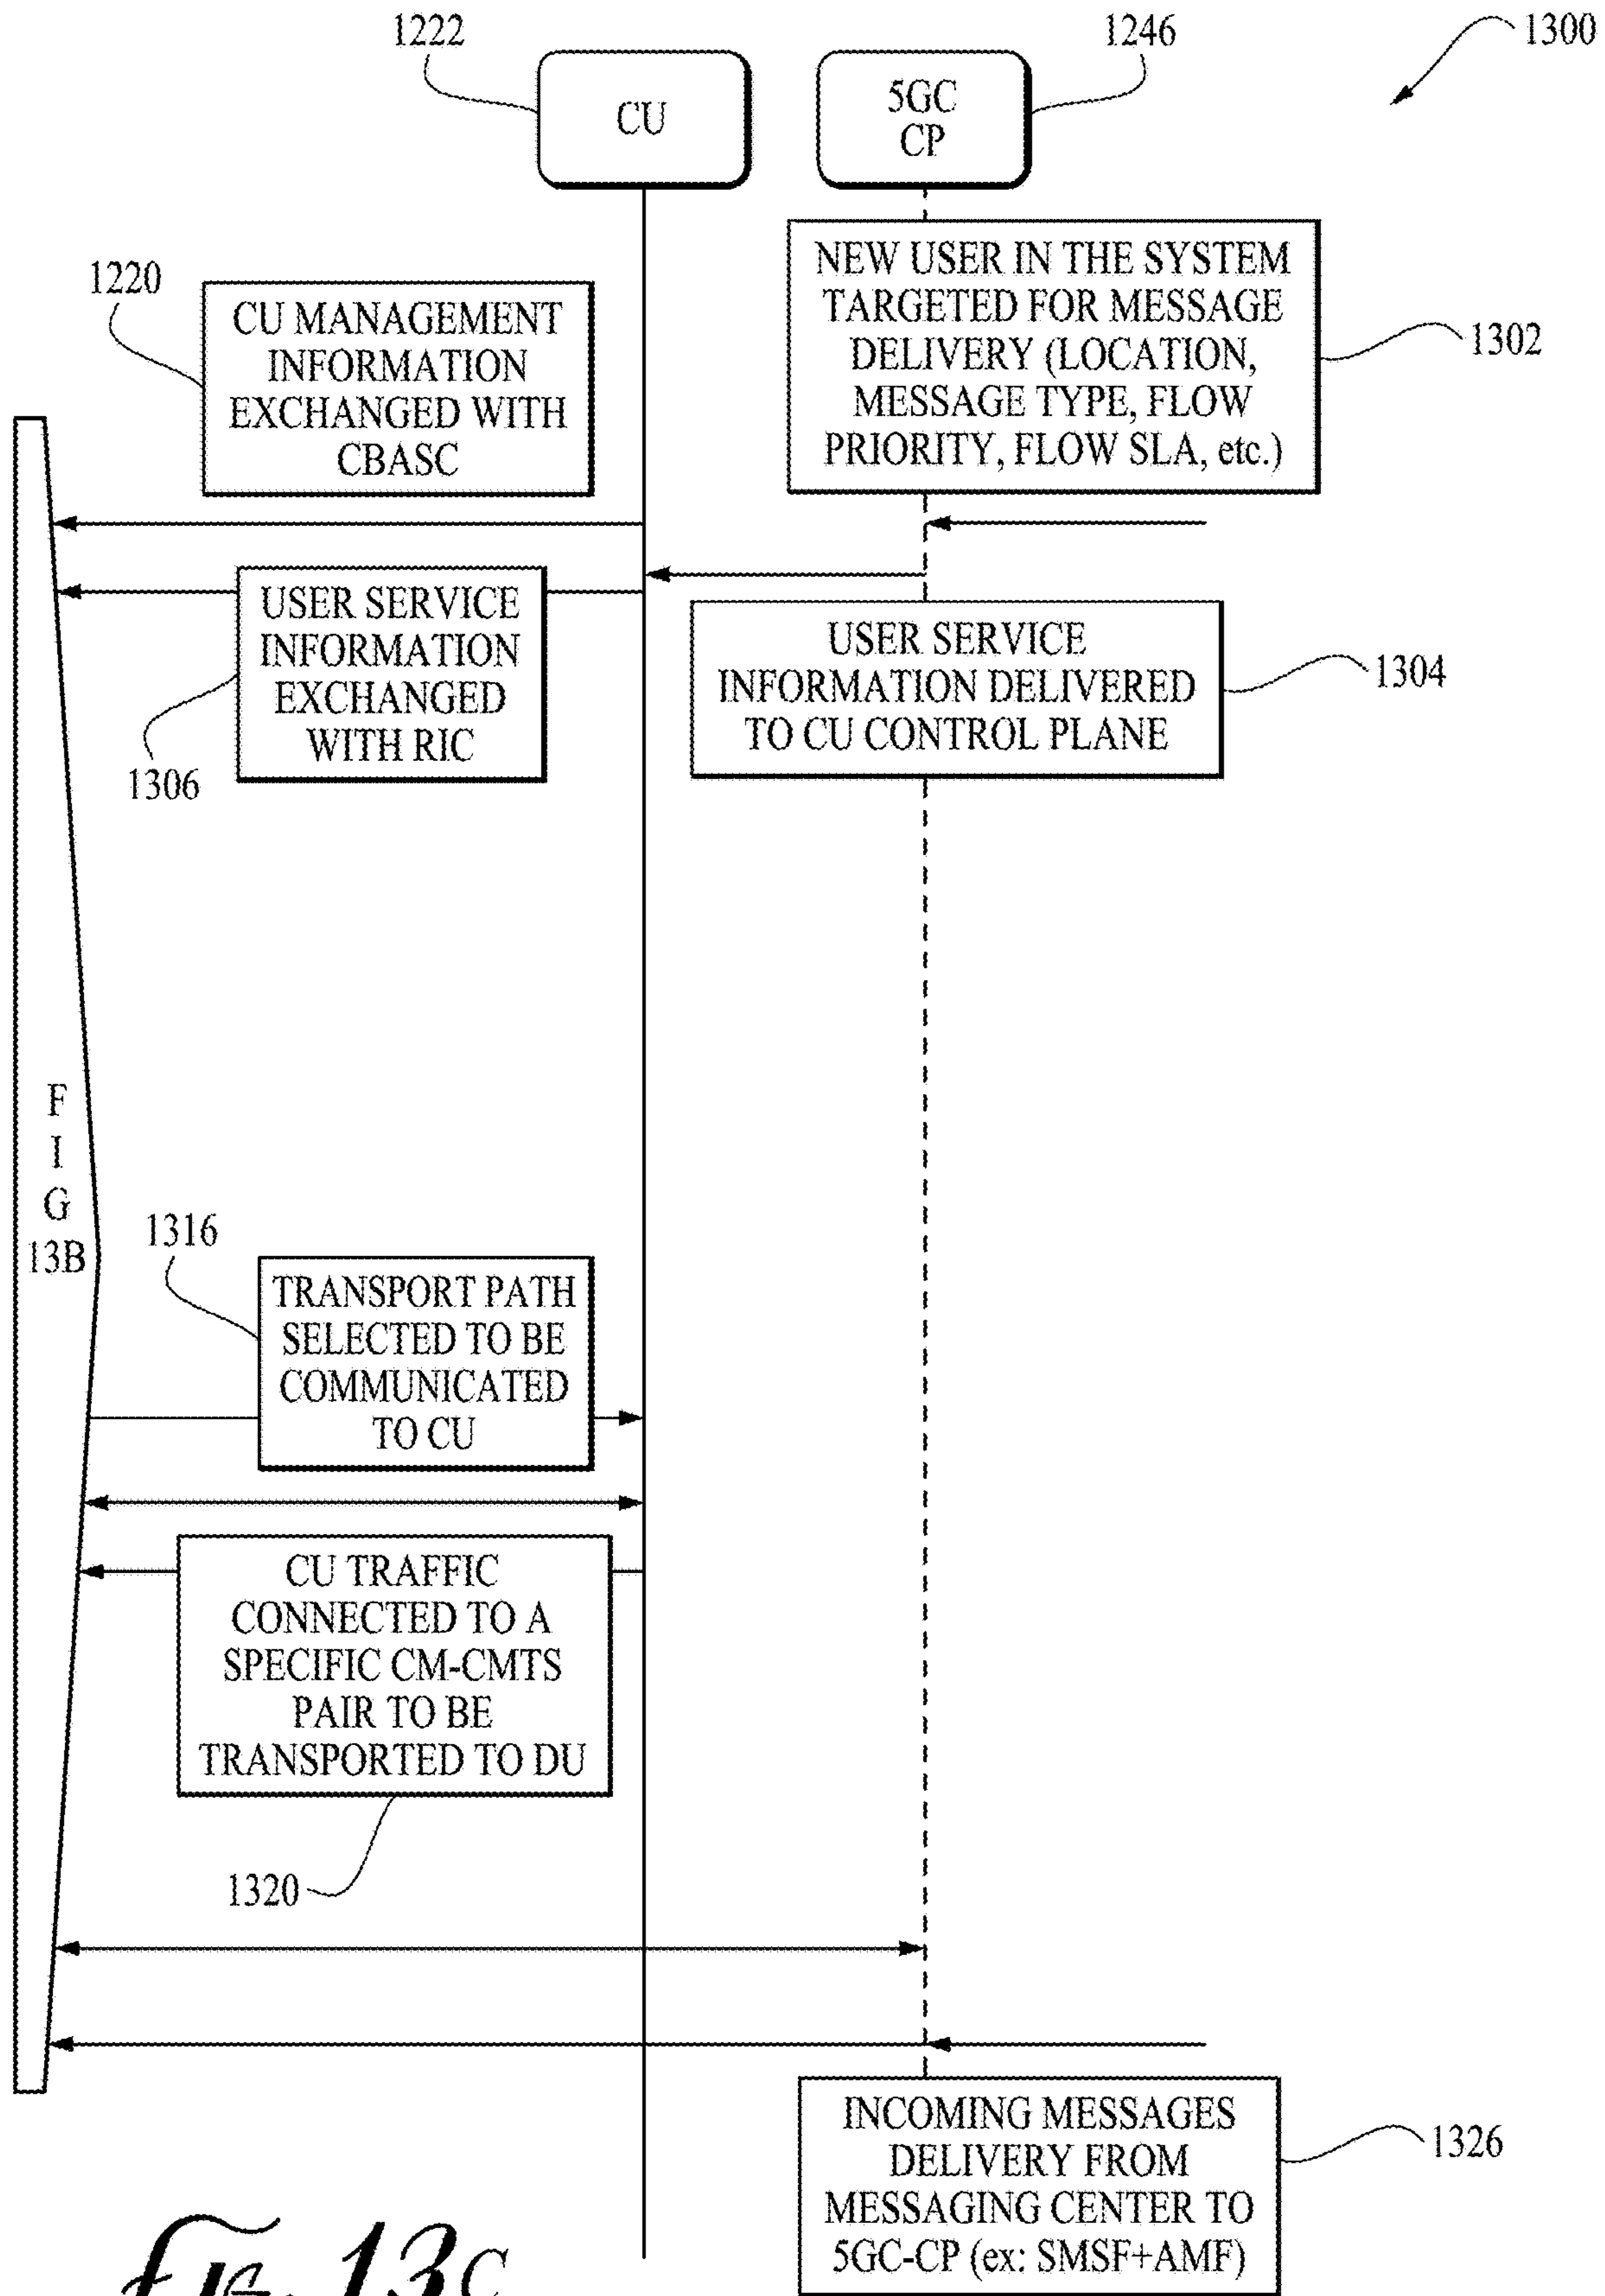 1222
1246
1300
CU
5GC
CP
NEW USER IN THE SYSTEM
TARGETED FOR MESSAGE
DELIVERY (LOCATION,
MESSAGE TYPE, FLOW
PRIORITY, FLOW SLA, etc.)
1302
1220
CU MANAGEMENT
INFORMATION
EXCHANGED WITH
CBASC
USER SERVICE
INFORMATION
EXCHANGED
WITH RIC
1306
USER SERVICE
INFORMATION DELIVERED
TO CU CONTROL PLANE
1304
F
I
G
13B
1316
TRANSPORT PATH
SELECTED TO BE
COMMUNICATED
TO CU
CU TRAFFIC
CONNECTED TO A
SPECIFIC CM-CMTS
PAIR TO BE
TRANSPORTED TO DU
1320
INCOMING MESSAGES
DELIVERY FROM
MESSAGING CENTER TO
5GC-CP (ex: SMSF+AMF)
1326
Fig. 13C